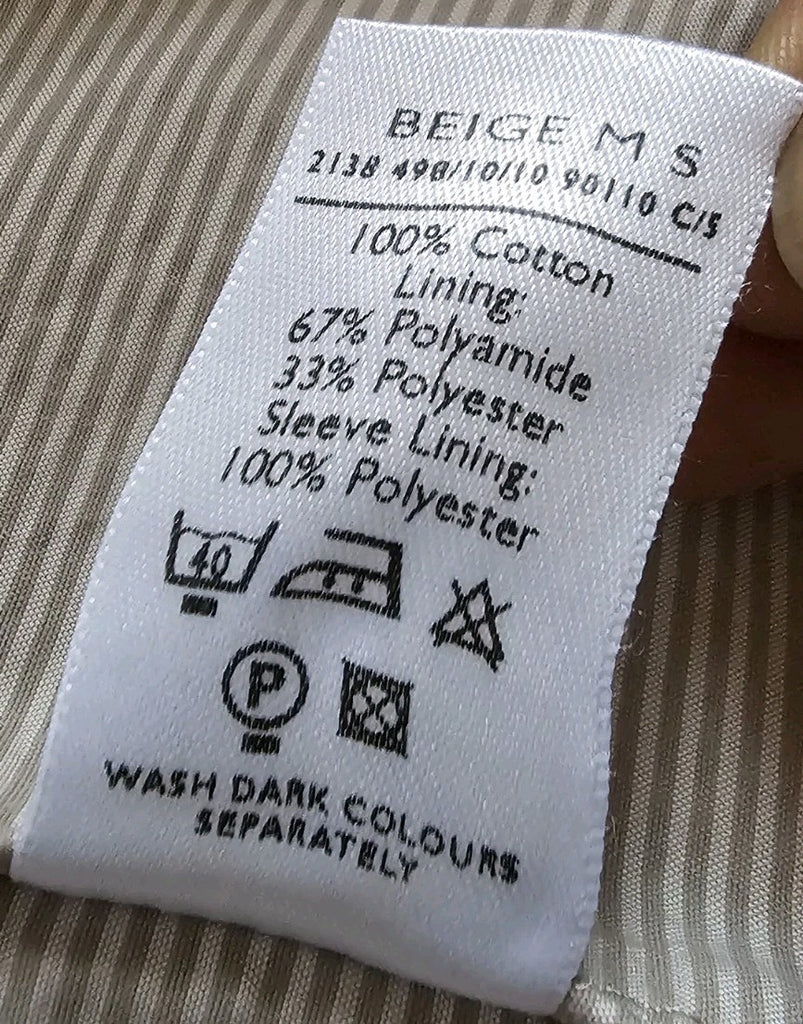 BEIGE M S
2138 498/10/10 90110 C/S
100% Cotton
Lining:
67% Polyamide
33% Polyester
Sleeve Lining:
100% Polyester
40
P
WASH DARK COLOURS
SEPARATELY